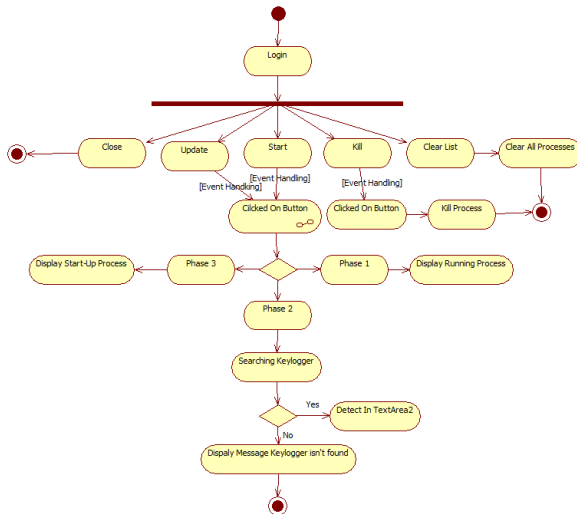 Login
Close
Update
Start
Kill
Clear List
Clear All Processes
[Event Handking]
[Event Handling]
[Event Handling]
Cilcked On Button
Clicked On Button
Kill Process
Display Start-Up Process
Phase 3
Phase 1
Display Running Process
Phase 2
Searching Keylogger
Yes
Detect In TextArea2
No
Dispaly Message Keylogger isn't found